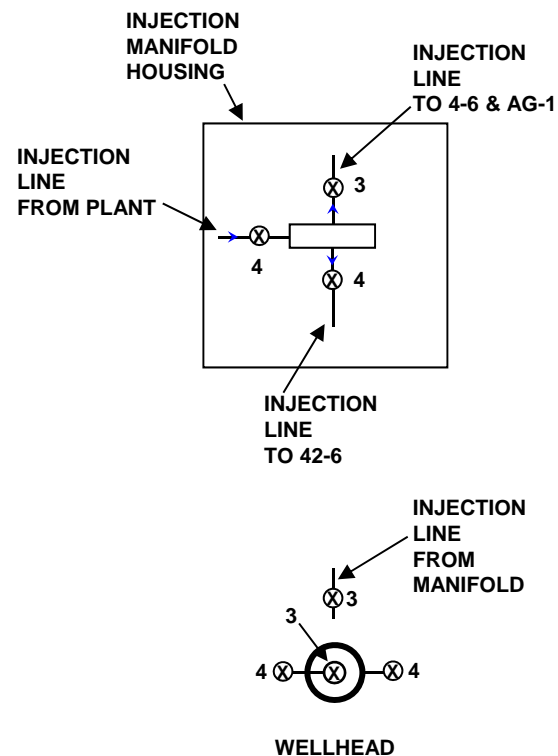 INJECTION
MANIFOLD
HOUSING
INJECTION
LINE
TO 4-6 & AG-1
INJECTION
LINE
FROM PLANT
3
4
4
INJECTION
LINE
TO 42-6
INJECTION
LINE
FROM
MANIFOLD
3
3
4
4
WELLHEAD